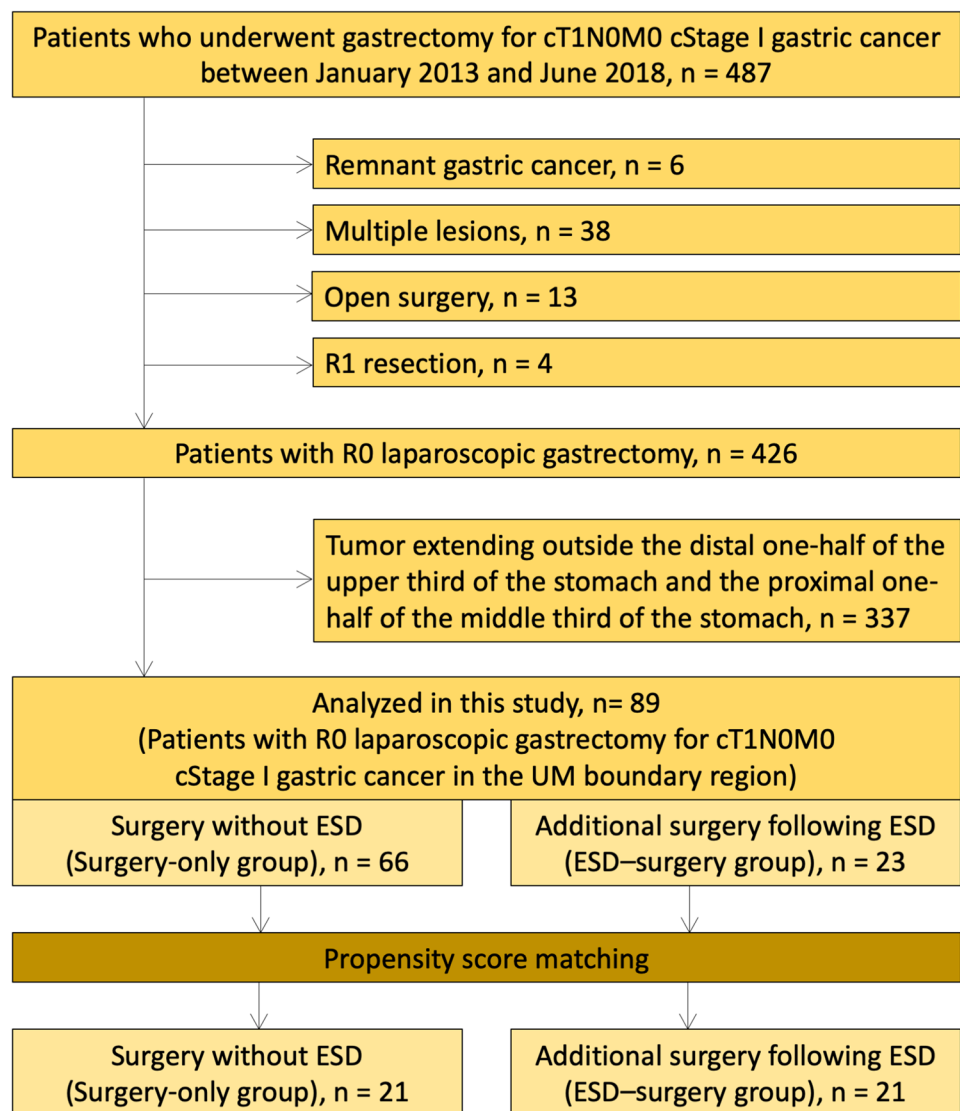 Patients who underwent gastrectomy for cT1N0M0 cStage I gastric cancer
between January 2013 and June 2018, n = 487
Remnant gastric cancer, n = 6
Multiple lesions, n = 38
Open surgery, n = 13
R1 resection, n = 4
Patients with R0 laparoscopic gastrectomy, n = 426
Tumor extending outside the distal one-half of the
upper third of the stomach and the proximal one-
half of the middle third of the stomach, n = 337
Analyzed in this study, n= 89
(Patients with R0 laparoscopic gastrectomy for cT1N0M0
cStage I gastric cancer in the UM boundary region)
Surgery without ESD
(Surgery-only group), n = 66
Additional surgery following ESD
(ESD–surgery group), n = 23
Propensity score matching
Surgery without ESD
(Surgery-only group) n = 21
Additional surgery following ESD
(ESD–surgery group), n = 21